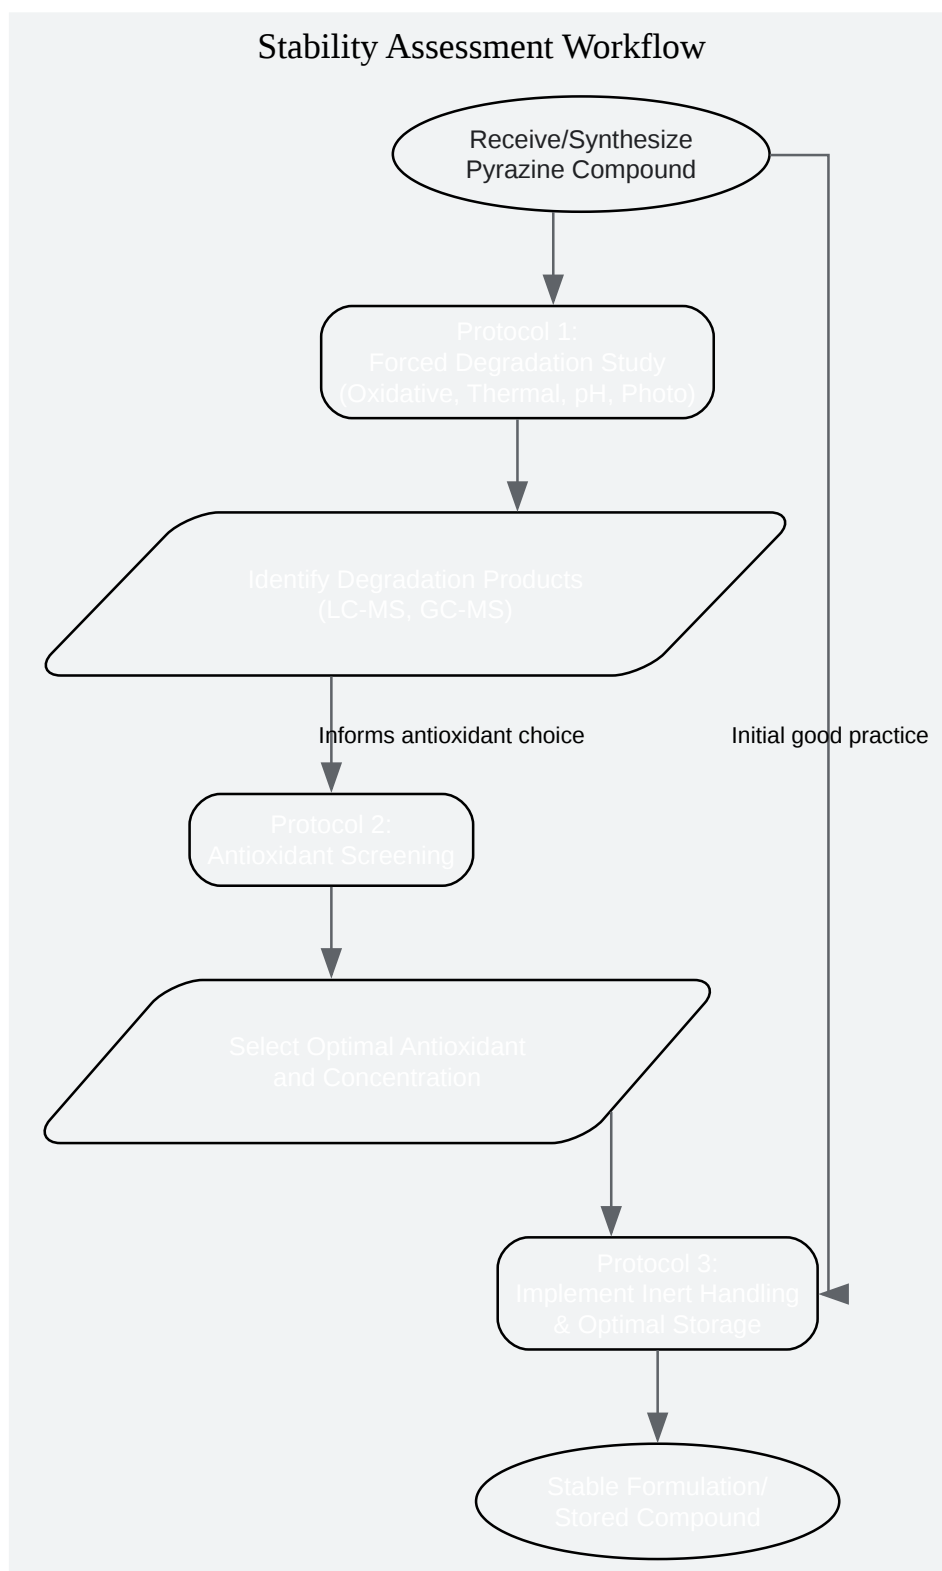 Stability Assessment Workflow
Receive/Synthesize
Pyrazine Compound
Protocol 1:
Forced Degradation Study
(Oxidative, Thermal, pH, Photo)
Identify Degradation Products
(LC-MS, GC-MS)
Informs antioxidant choice
Initial good practice
Protocol 2:
Antioxidant Screening
Select Optimal Antioxidant
and Concentration
Protocol 3:
Implement Inert Handling
& Optimal Storage
Stable Formulation/
Stored Compound